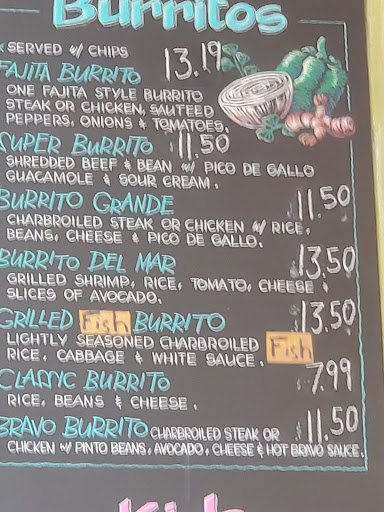 Burritos
SERVED W/ CHIPS
FAJITA BURRITO 13.19
ONE FAJITA STYLE BURRITO
STEAK OR CHICKEN, SAUTEED
PEPPERS, ONIONS & TOMATOES.
SUPER BURRITO 11.50
SHREDDED BEEF & BEAN W/ PICO DE GALLO
GUACAMOLE & SOUR CREAM.
BURRITO GRANDE 11.50
CHARBROILED STEAK OR CHICKEN W/ RICE,
BEANS, CHEESE & PICO DE GALLO.
BURRITO DEL MAR 13.50
GRILLED SHRIMP, RICE, TOMATO, CHEESE &
SLICES OF AVOCADO.
GRILLED Fish BURRITO 13.50
LIGHTLY SEASONED CHARBROILED Fish
RICE, CABBAGE & WHITE SAUCE.
CLASSIC BURRITO 7.99
RICE, BEANS & CHEESE.
BRAVO BURRITO CHARBROILED STEAK OR 11.50
CHICKEN W/ PINTO BEANS, AVOCADO, CHEESE & HOT BRAVO SAUCE.